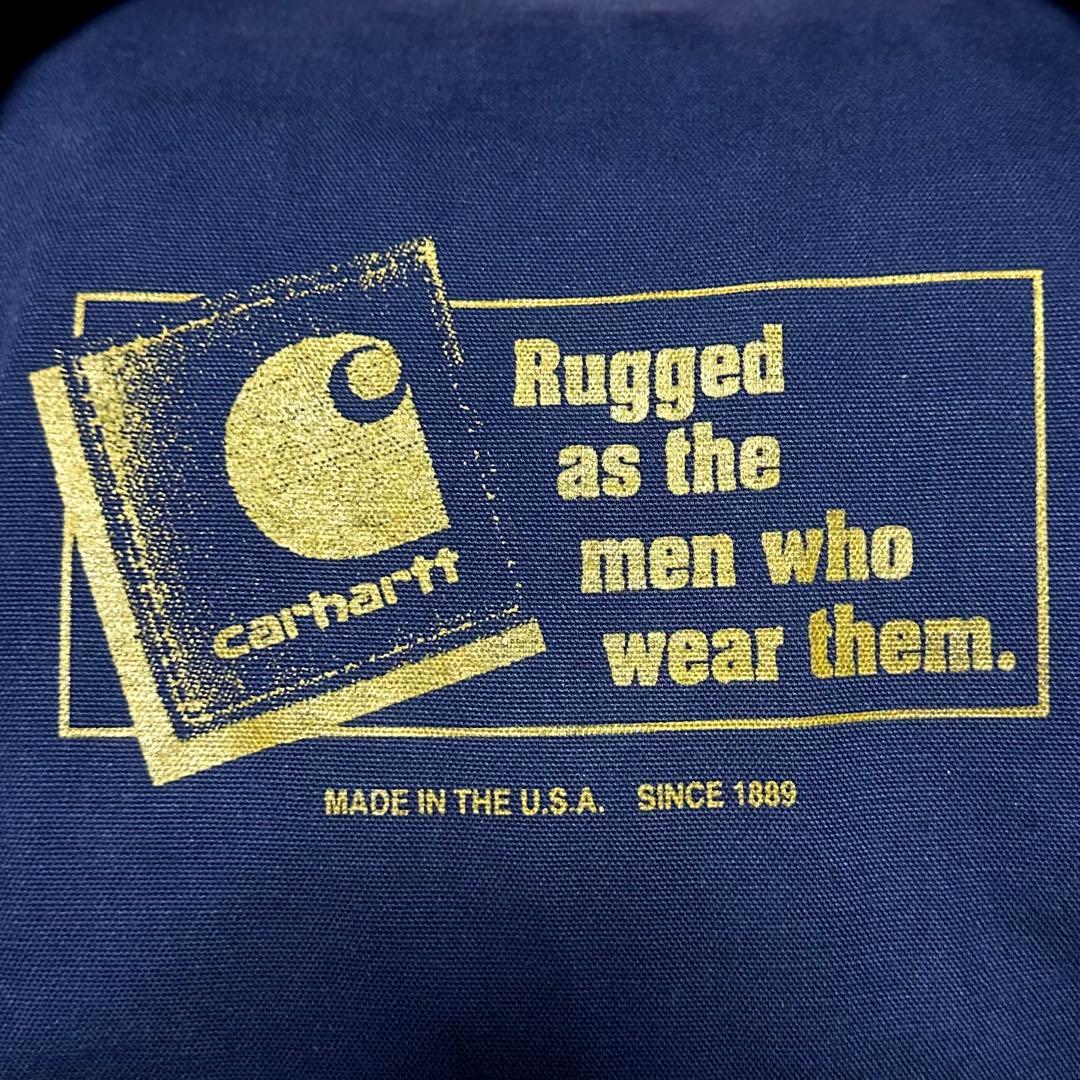 carhartt
Rugged
as the
men who
wear them.
MADE IN THE U.S.A. SINCE 1889